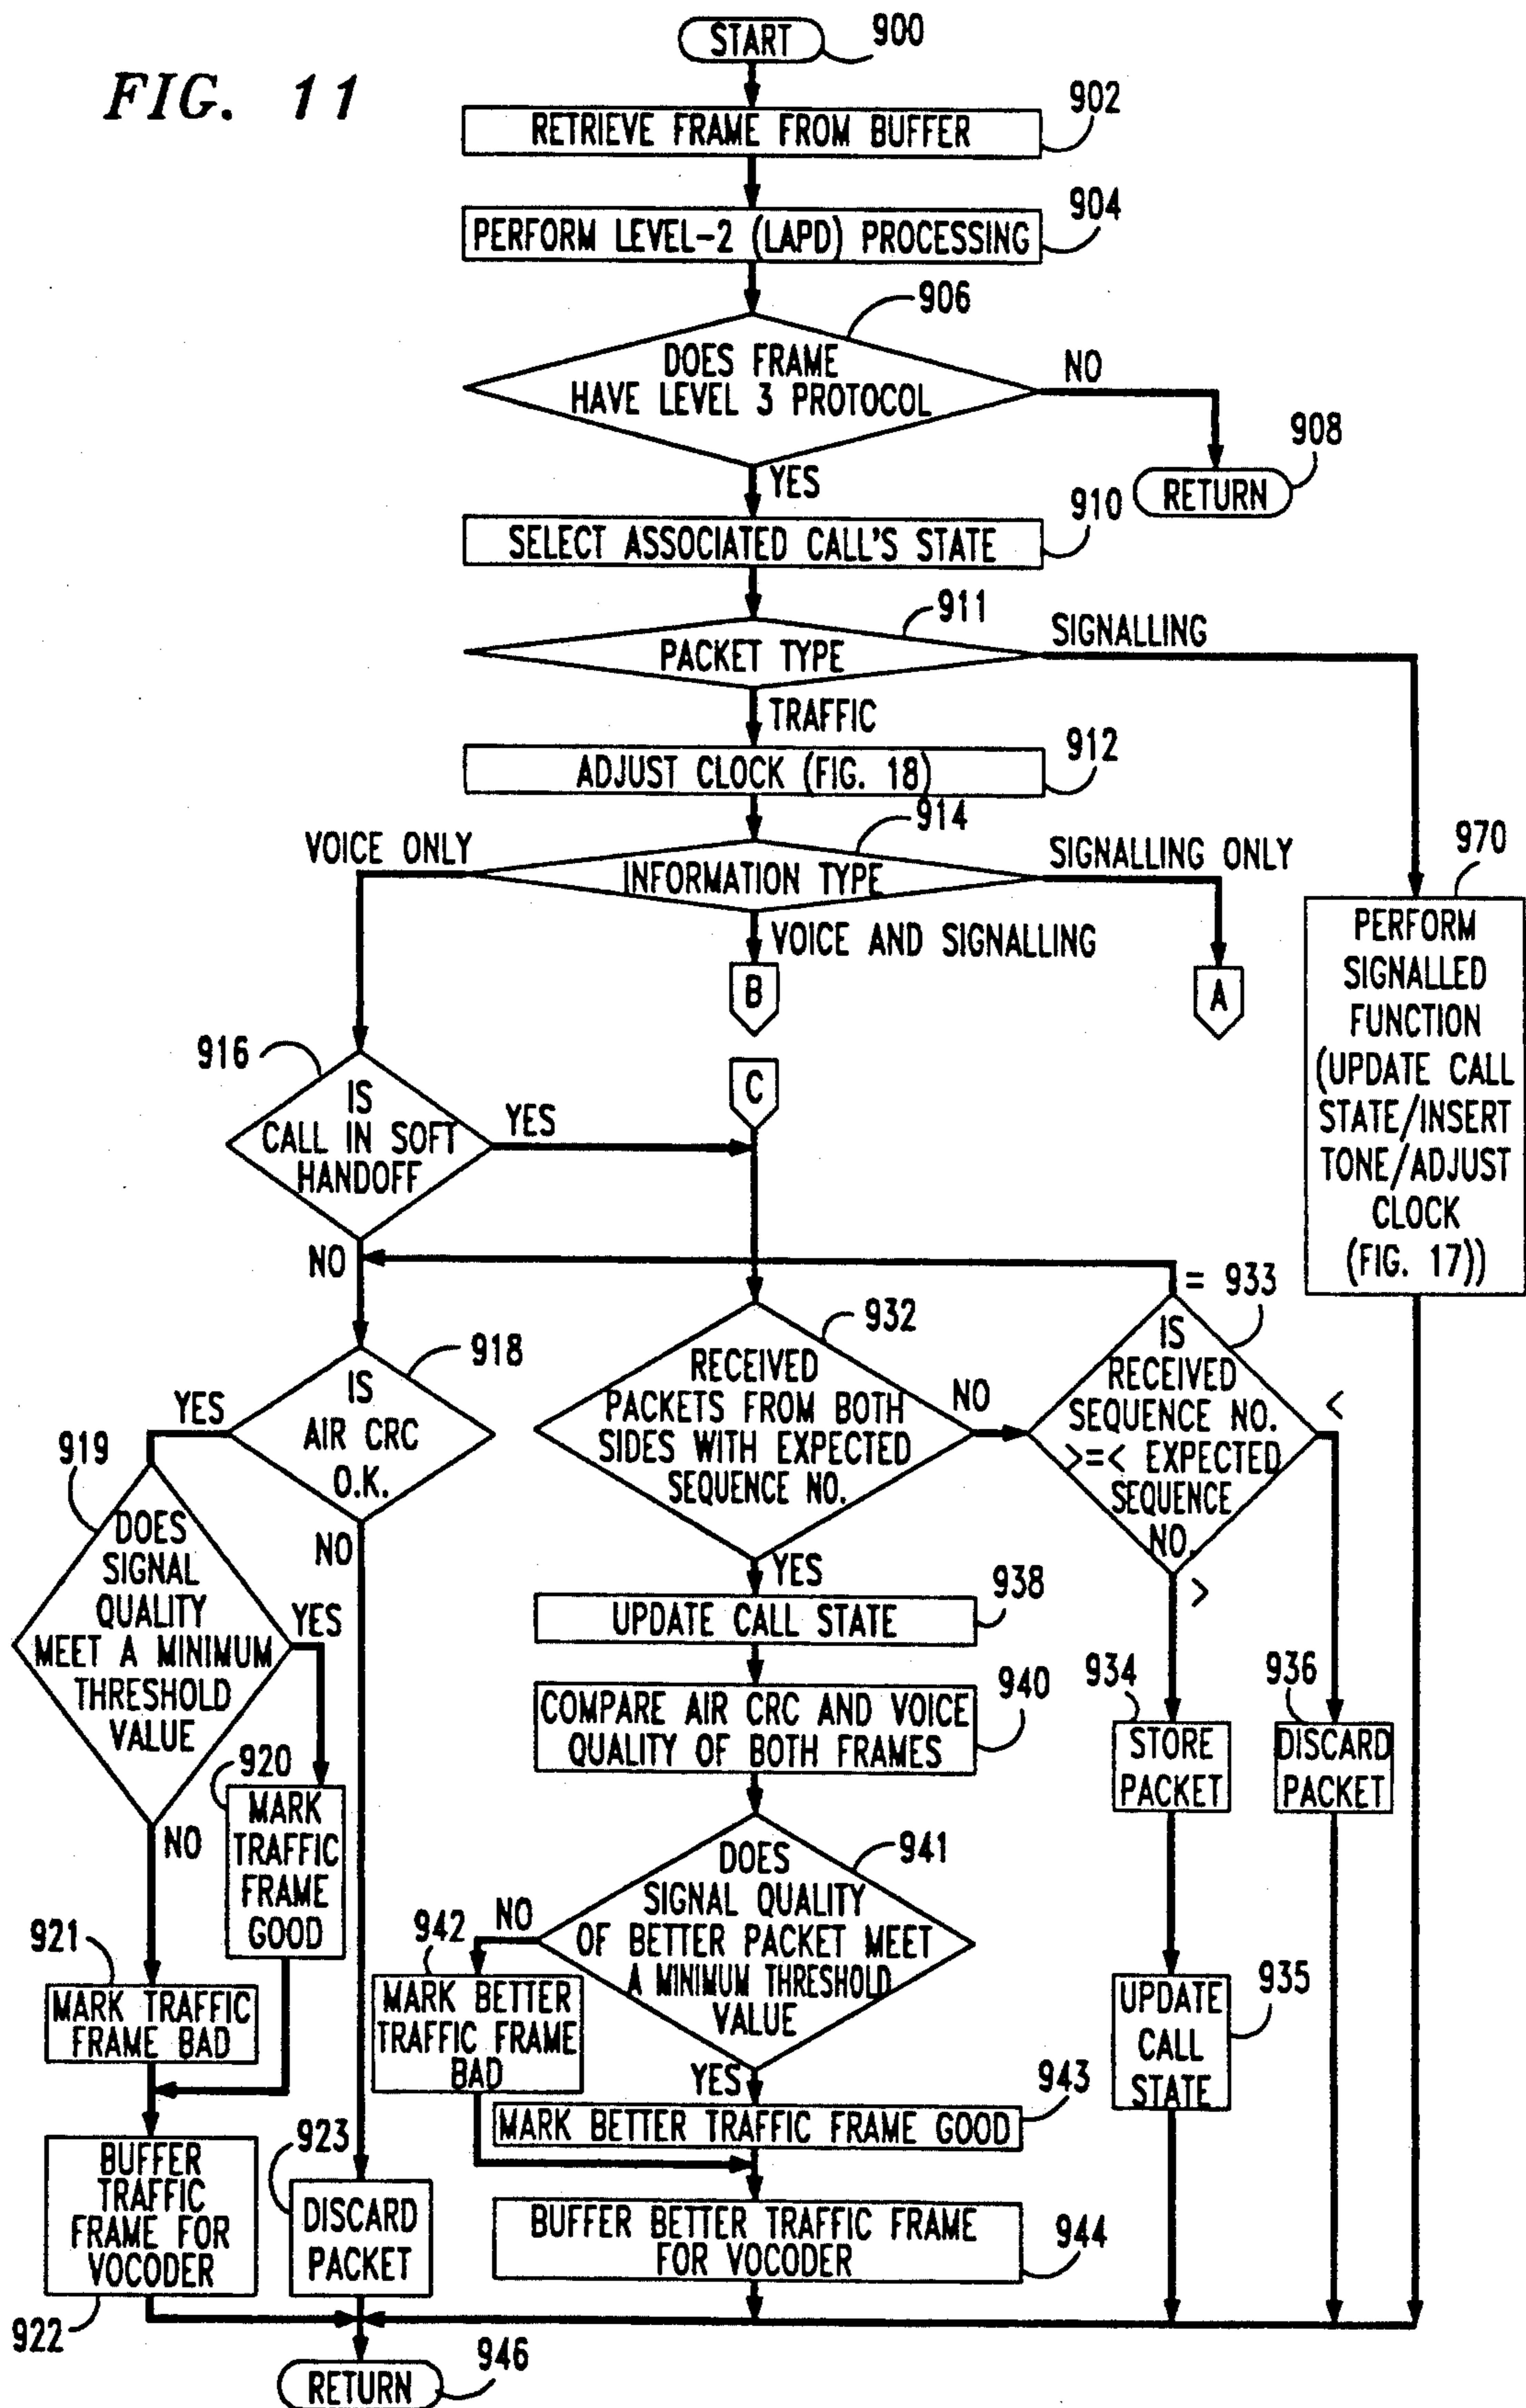 FIG. 11
START
900
RETRIEVE FRAME FROM BUFFER
902
PERFORM LEVEL-2 (LAPD) PROCESSING
904
906
DOES FRAME
HAVE LEVEL 3 PROTOCOL
NO
908
RETURN
YES
SELECT ASSOCIATED CALL'S STATE
910
911
PACKET TYPE
SIGNALLING
TRAFFIC
ADJUST CLOCK (FIG. 18)
912
914
VOICE ONLY
INFORMATION TYPE
SIGNALLING ONLY
VOICE AND SIGNALLING
B
A
970
PERFORM
SIGNALLED
FUNCTION
(UPDATE CALL
STATE/INSERT
TONE/ADJUST
CLOCK
(FIG. 17))
916
IS
CALL IN SOFT
HANDOFF
YES
C
NO
918
IS
AIR CRC
O.K.
YES
NO
932
RECEIVED
PACKETS FROM BOTH
SIDES WITH EXPECTED
SEQUENCE NO.
NO
= 933
IS
RECEIVED
SEQUENCE NO.
>=< EXPECTED
SEQUENCE
NO.
<
>
919
DOES
SIGNAL
QUALITY
MEET A MINIMUM
THRESHOLD
VALUE
YES
NO
YES
UPDATE CALL STATE
938
COMPARE AIR CRC AND VOICE
QUALITY OF BOTH FRAMES
940
934
STORE
PACKET
936
DISCARD
PACKET
920
MARK
TRAFFIC
FRAME
GOOD
921
MARK TRAFFIC
FRAME BAD
941
DOES
SIGNAL QUALITY
OF BETTER PACKET MEET
A MINIMUM THRESHOLD
VALUE
NO
942
MARK BETTER
TRAFFIC FRAME
BAD
YES
943
MARK BETTER TRAFFIC FRAME GOOD
UPDATE
CALL
STATE
935
BUFFER
TRAFFIC
FRAME FOR
VOCODER
922
923
DISCARD
PACKET
BUFFER BETTER TRAFFIC FRAME
FOR VOCODER
944
RETURN
946